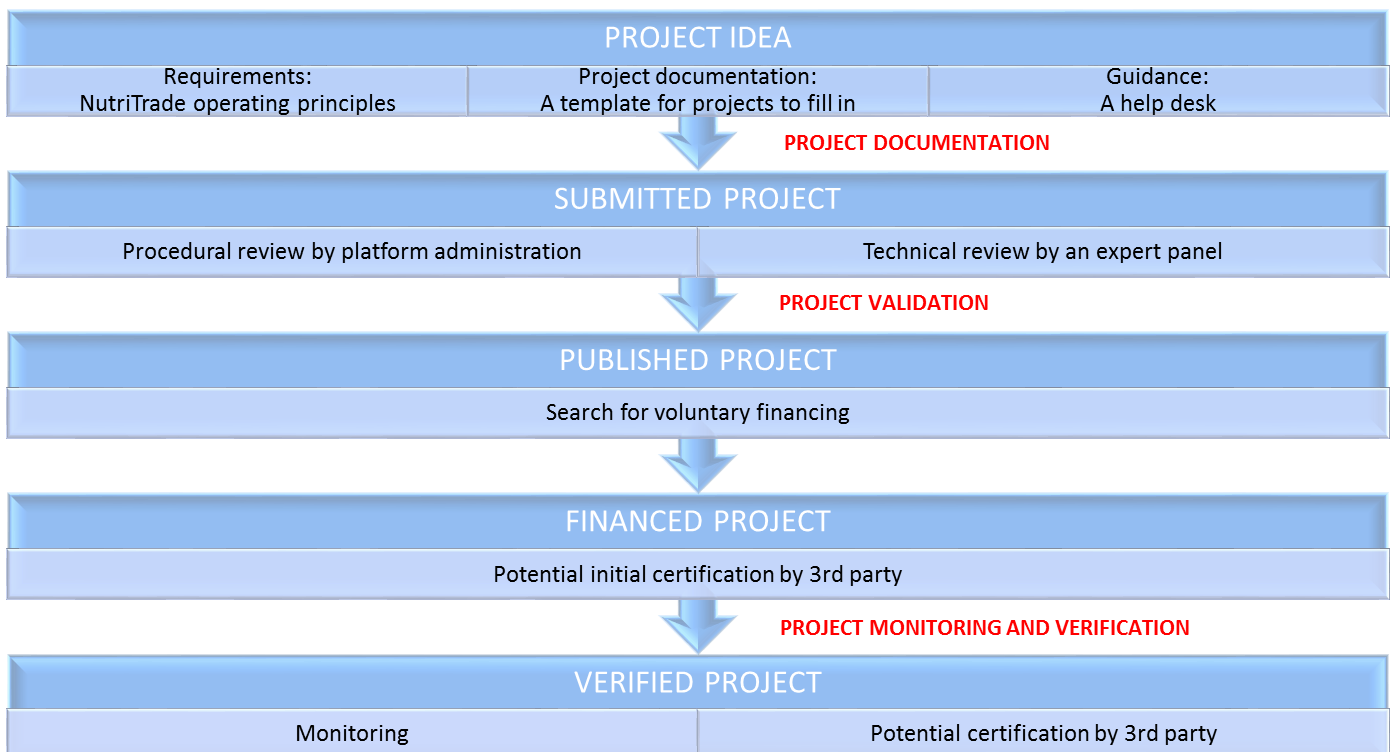 PROJECT IDEA
Requirements:
NutriTrade operating principles
Project documentation:
A template for projects to fill in
Guidance:
A help desk
PROJECT DOCUMENTATION
SUBMITTED PROJECT
Procedural review by platform administration
Technical review by an expert panel
PROJECT VALIDATION
PUBLISHED PROJECT
Search for voluntary financing
FINANCED PROJECT
Potential initial certification by 3rd party
PROJECT MONITORING AND VERIFICATION
VERIFIED PROJECT
Monitoring
Potential certification by 3rd party